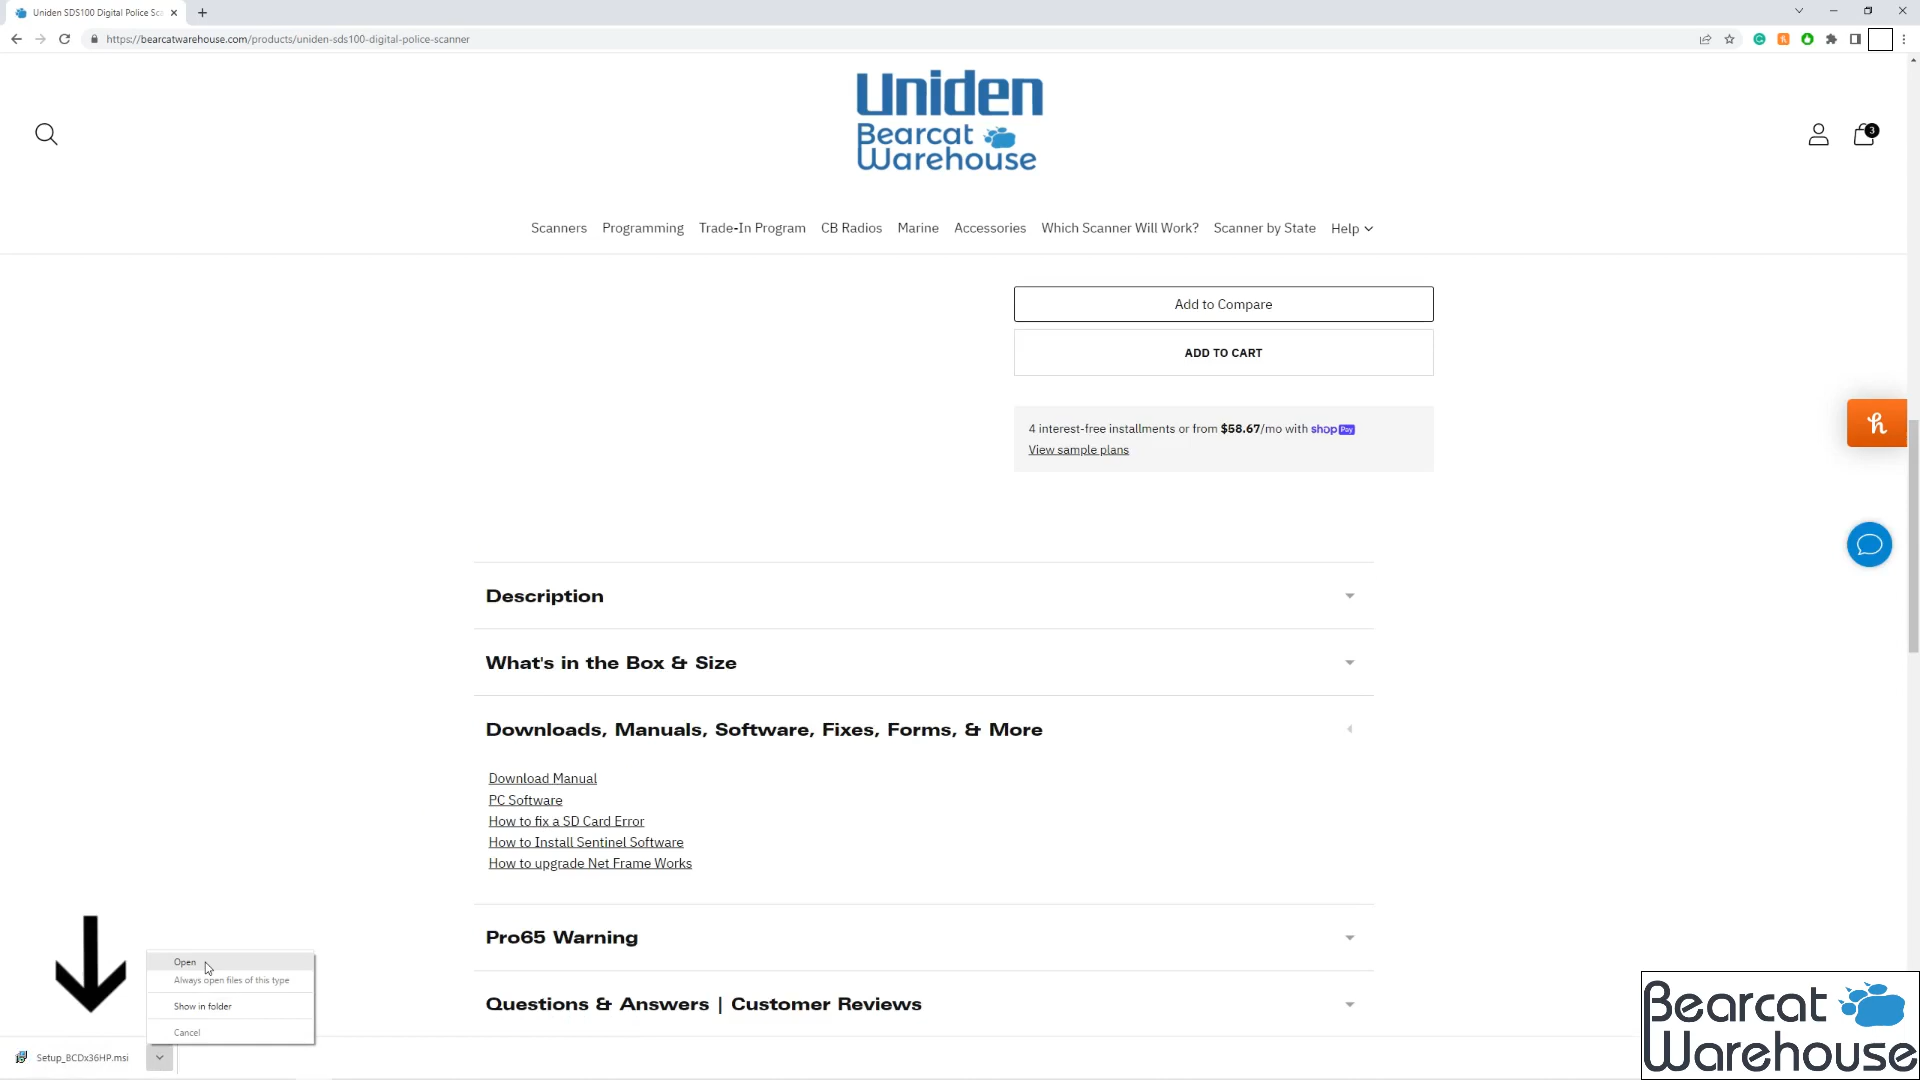 Uniden SDS100 Digital Police Sca
https://bearcatwarehouse.com/products/uniden-sds100-digital-police-scanner
Uniden
Bearcat
Warehouse
3
Scanners Programming Trade-In Program CB Radios Marine Accessories Which Scanner Will Work? Scanner by State Help
Add to Compare
ADD TO CART
4 interest-free installments or from $58.67/mo with shop Pay
View sample plans
Description
What's in the Box & Size
Downloads, Manuals, Software, Fixes, Forms, & More
Download Manual
PC Software
How to fix a SD Card Error
How to Install Sentinel Software
How to upgrade Net Frame Works
Pro65 Warning
Questions & Answers | Customer Reviews
Open
Always open files of this type
Show in folder
Cancel
Setup_BCDx36HP.msi
Bearcat
Warehouse